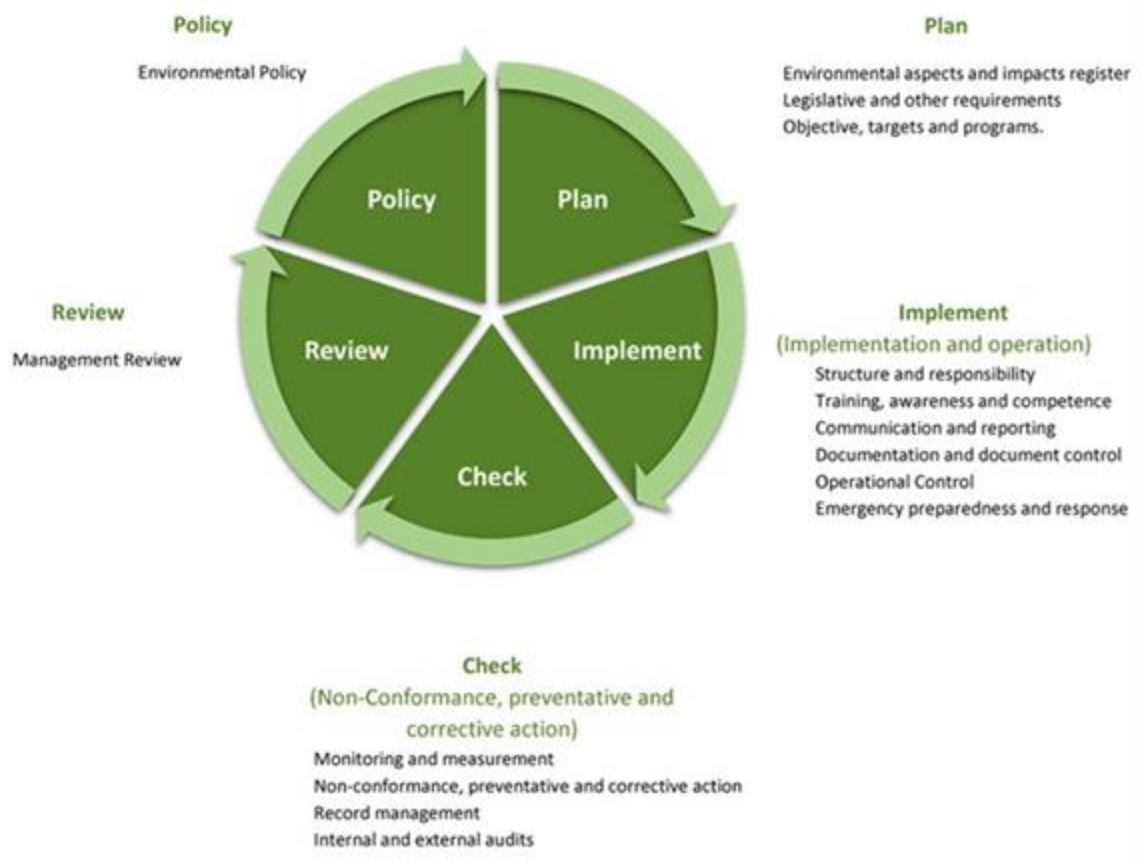 Policy
Environmental Policy
Plan
Environmental aspects and impacts register
Legislative and other requirements
Objective, targets and programs.
Policy
Plan
Implement
Check
Review
Review
Management Review
Implement
(Implementation and operation)
Structure and responsibility
Training, awareness and competence
Communication and reporting
Documentation and document control
Operational Control
Emergency preparedness and response
Check
(Non-Conformance, preventative and
corrective action)
Monitoring and measurement
Non-conformance, preventative and corrective action
Record management
Internal and external audits